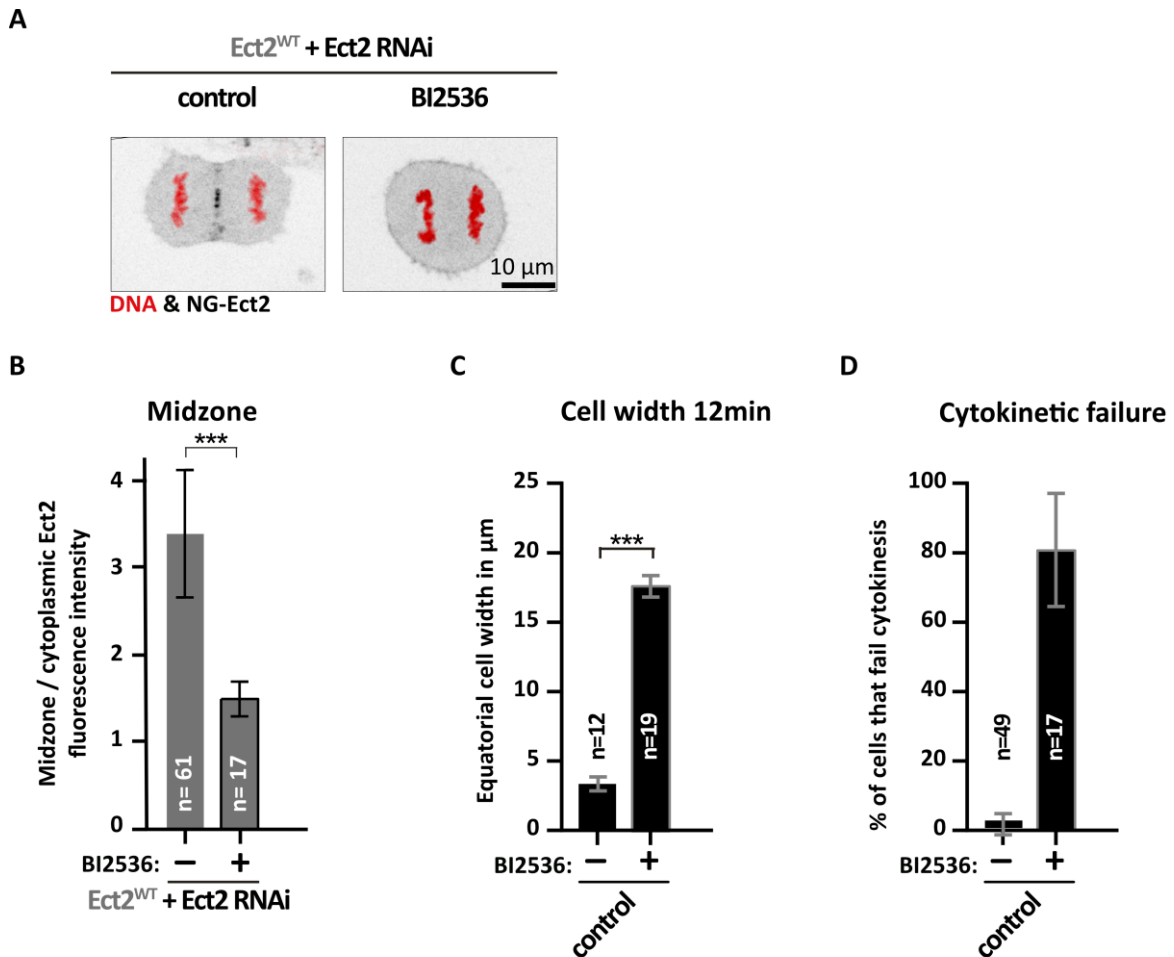 A
Ect2WT + Ect2 RNAi
control BI2536
10 µm
DNA & NG-Ect2
B
Midzone
***
Midzone / cytoplasmic Ect2
fluorescence intensity
4
3
2
1
0
n= 61
n= 17
BI2536: – +
Ect2WT + Ect2 RNAi
C
Cell width 12min
***
Equatorial cell width in µm
25
20
15
10
5
0
n=12
n=19
BI2536: – +
control
D
Cytokinetic failure
% of cells that fail cytokinesis
100
80
60
40
20
0
n=49
n=17
BI2536: – +
control